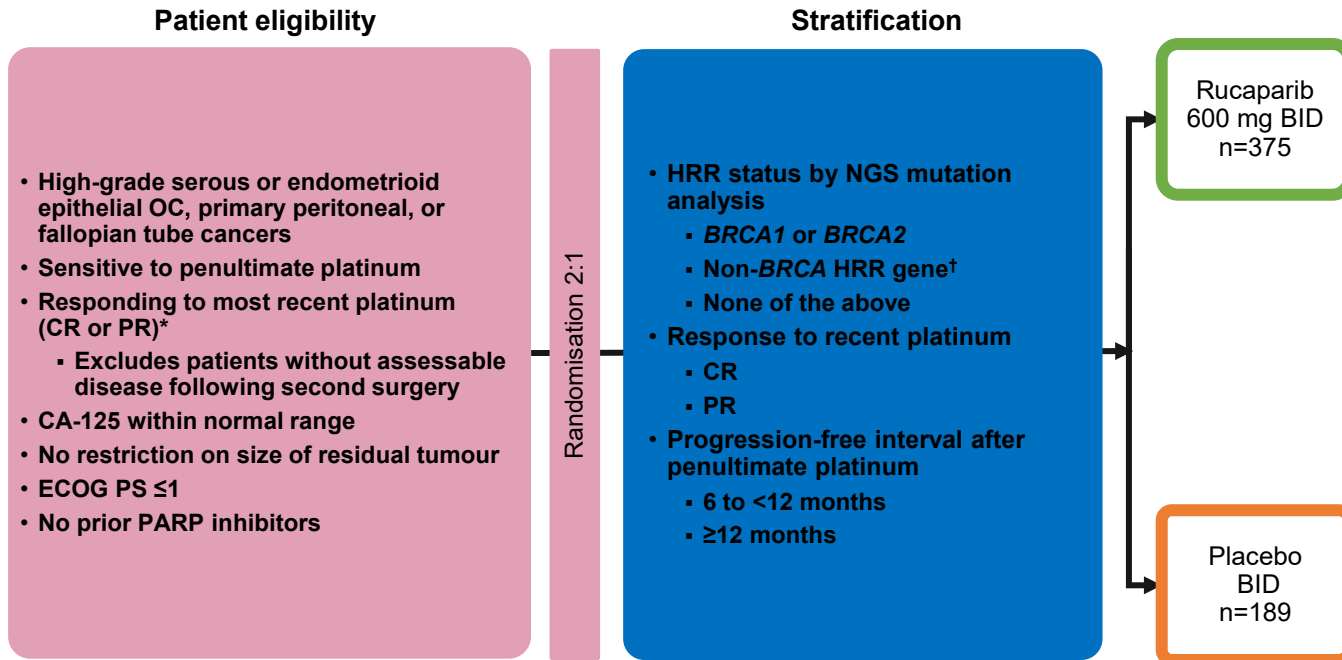 Patient eligibility
• High-grade serous or endometrioid
epithelial OC, primary peritoneal, or
fallopian tube cancers
• Sensitive to penultimate platinum
• Responding to most recent platinum
(CR or PR)*
▪ Excludes patients without assessable
disease following second surgery
• CA-125 within normal range
• No restriction on size of residual tumour
• ECOG PS ≤1
• No prior PARP inhibitors
Randomisation 2:1
Stratification
• HRR status by NGS mutation
analysis
▪ BRCA1 or BRCA2
▪ Non-BRCA HRR gene†
▪ None of the above
• Response to recent platinum
▪ CR
▪ PR
• Progression-free interval after
penultimate platinum
▪ 6 to <12 months
▪ ≥12 months
Rucaparib
600 mg BID
n=375
Placebo
BID
n=189